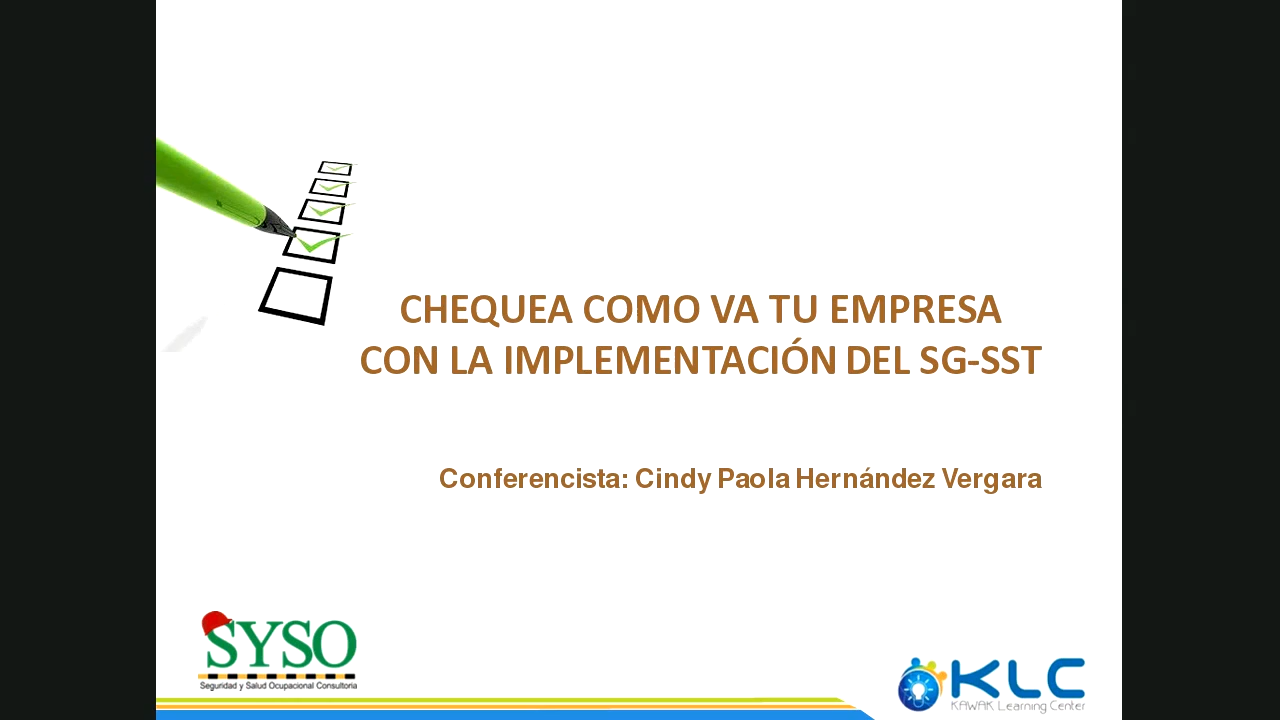 CHEQUEA COMO VA TU EMPRESA
CON LA IMPLEMENTACIÓN DEL SG-SST
Conferencista: Cindy Paola Hernández Vergara
SYSO
Seguridad y Salud Ocupacional Consultoria
KLC
KAWAK Learning Center